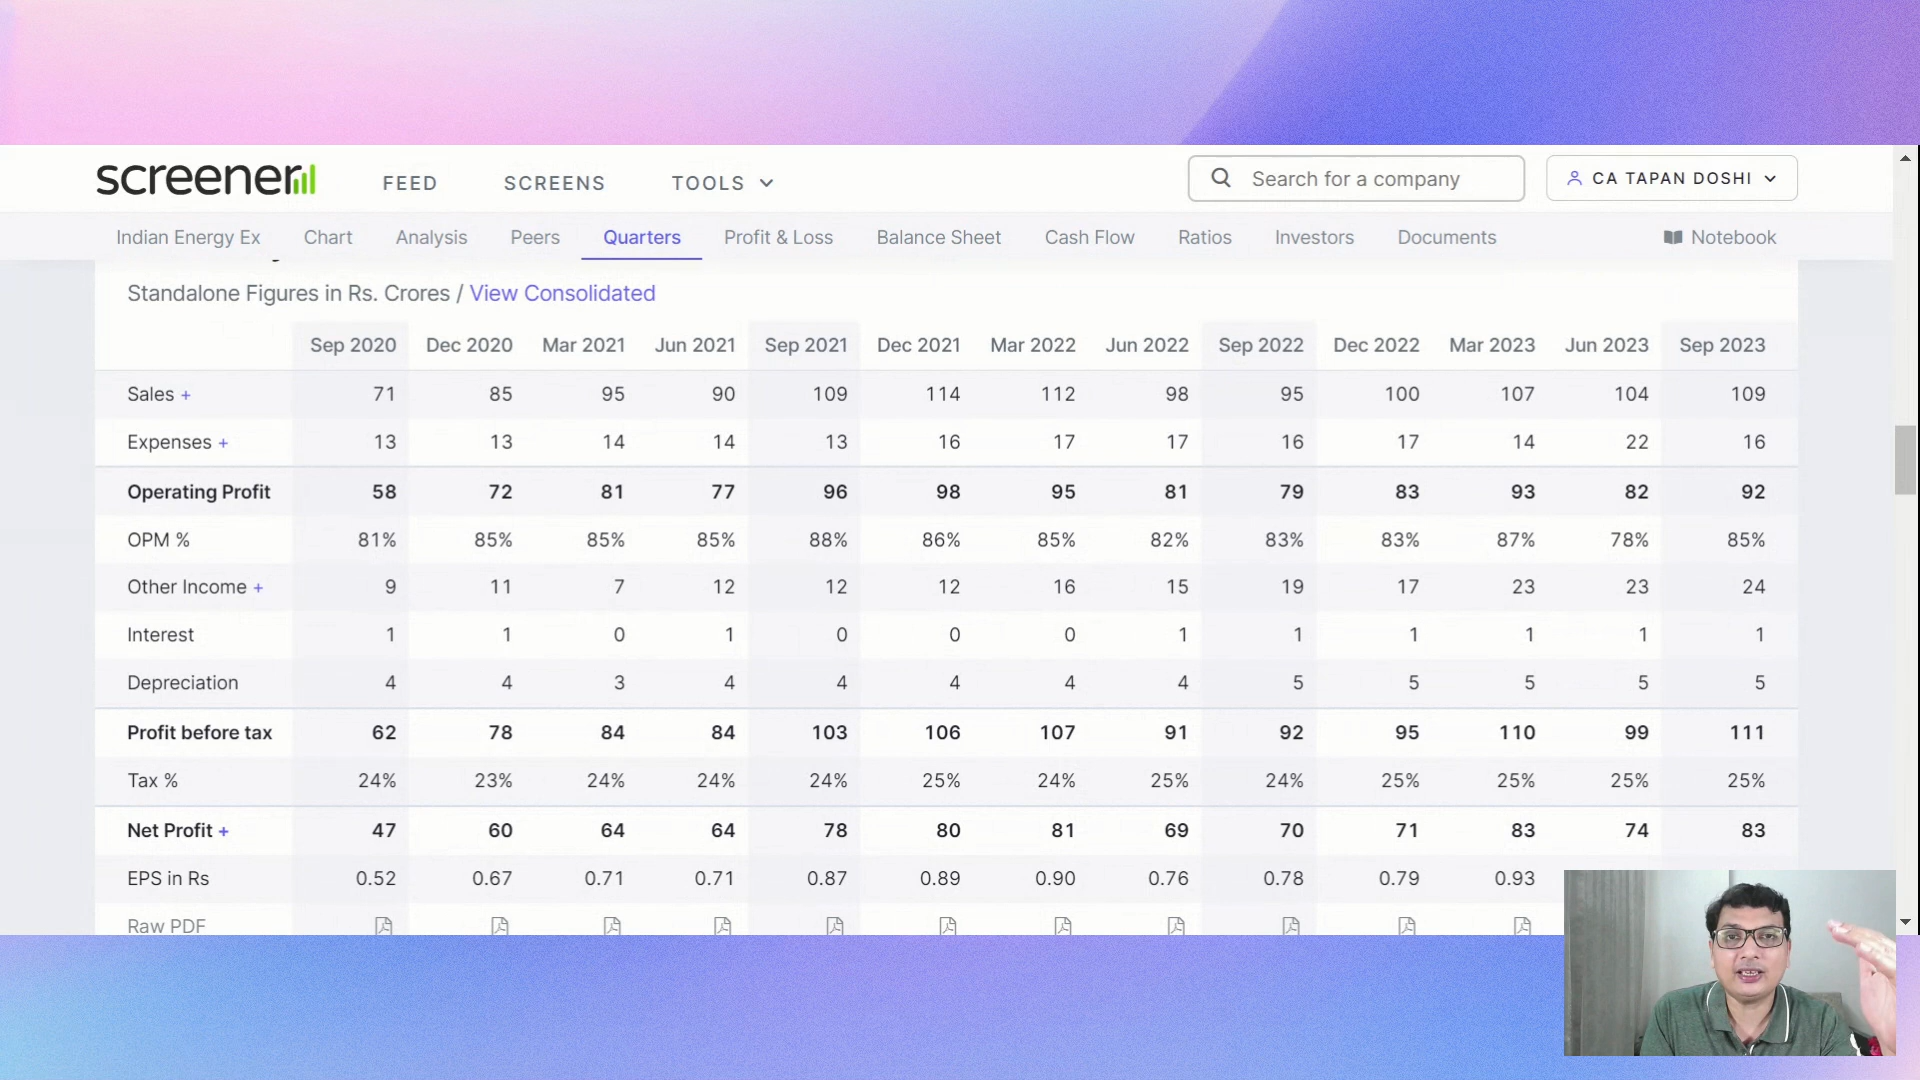 screener
FEED SCREENS TOOLS
Search for a company
CA TAPAN DOSHI
Indian Energy Ex Chart Analysis Peers Quarters Profit & Loss Balance Sheet Cash Flow Ratios Investors Documents Notebook
Standalone Figures in Rs. Crores / View Consolidated
Sep 2020 Dec 2020 Mar 2021 Jun 2021 Sep 2021 Dec 2021 Mar 2022 Jun 2022 Sep 2022 Dec 2022 Mar 2023 Jun 2023 Sep 2023
Sales + 71 85 95 90 109 114 112 98 95 100 107 104 109
Expenses + 13 13 14 14 13 16 17 17 16 17 14 22 16
Operating Profit 58 72 81 77 96 98 95 81 79 83 93 82 92
OPM % 81% 85% 85% 85% 88% 86% 85% 82% 83% 83% 87% 78% 85%
Other Income + 9 11 7 12 12 12 16 15 19 17 23 23 24
Interest 1 1 0 1 0 0 0 1 1 1 1 1 1
Depreciation 4 4 3 4 4 4 4 4 5 5 5 5 5
Profit before tax 62 78 84 84 103 106 107 91 92 95 110 99 111
Tax % 24% 23% 24% 24% 24% 25% 24% 25% 24% 25% 25% 25% 25%
Net Profit + 47 60 64 64 78 80 81 69 70 71 83 74 83
EPS in Rs 0.52 0.67 0.71 0.71 0.87 0.89 0.90 0.76 0.78 0.79 0.93
Raw PDF